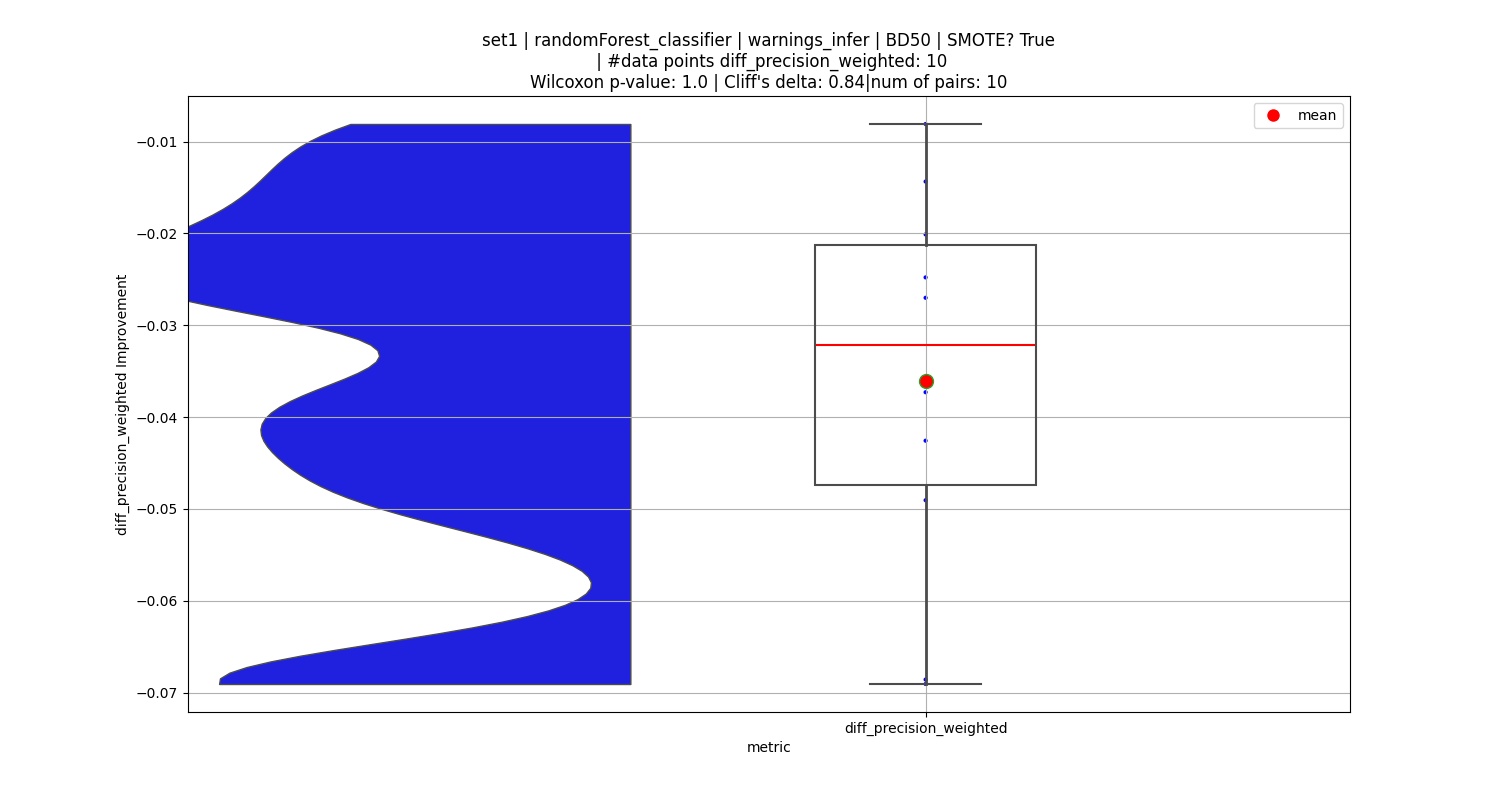 set1 | randomForest_classifier | warnings_infer | BD50 | SMOTE? True
| #data points diff_precision_weighted: 10
Wilcoxon p-value: 1.0 | Cliff's delta: 0.84|num of pairs: 10
mean
−0.01
−0.02
−0.03
−0.04
−0.05
−0.06
−0.07
diff_precision_weighted Improvement
diff_precision_weighted
metric